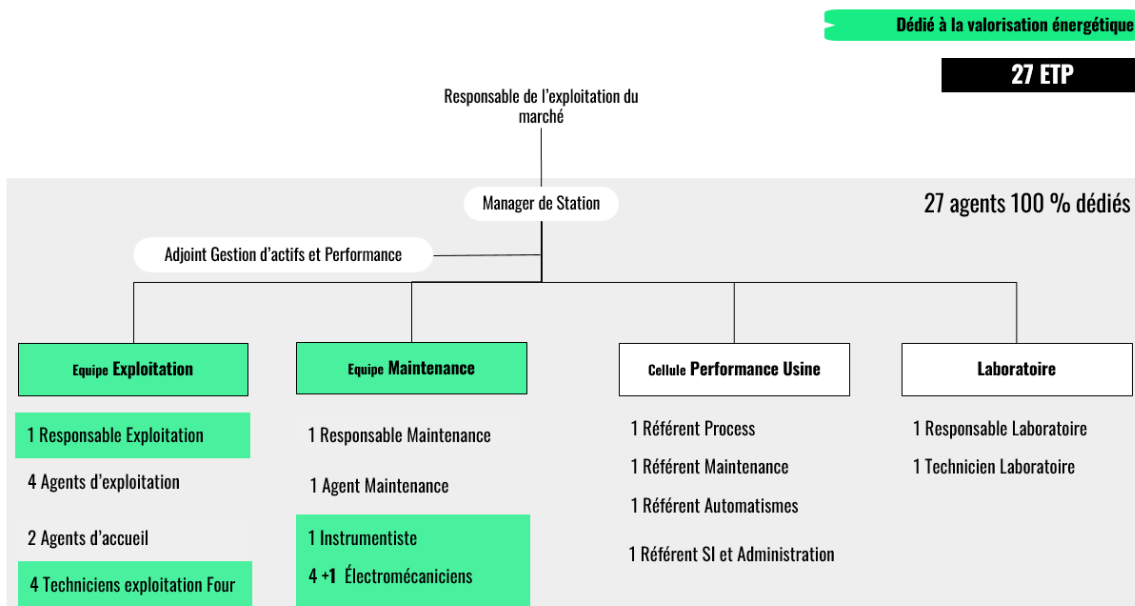 Dédié à la valorisation énergétique
27 ETP
Responsable de l'exploitation du
marché
Manager de Station
27 agents 100 % dédiés
Adjoint Gestion d'actifs et Performance
Equipe Exploitation
1 Responsable Exploitation
4 Agents d'exploitation
2 Agents d'accueil
4 Techniciens exploitation Four
Equipe Maintenance
1 Responsable Maintenance
1 Agent Maintenance
1 Instrumentiste
4 +1 Électromécaniciens
Cellule Performance Usine
1 Référent Process
1 Référent Maintenance
1 Référent Automatismes
1 Référent SI et Administration
Laboratoire
1 Responsable Laboratoire
1 Technicien Laboratoire